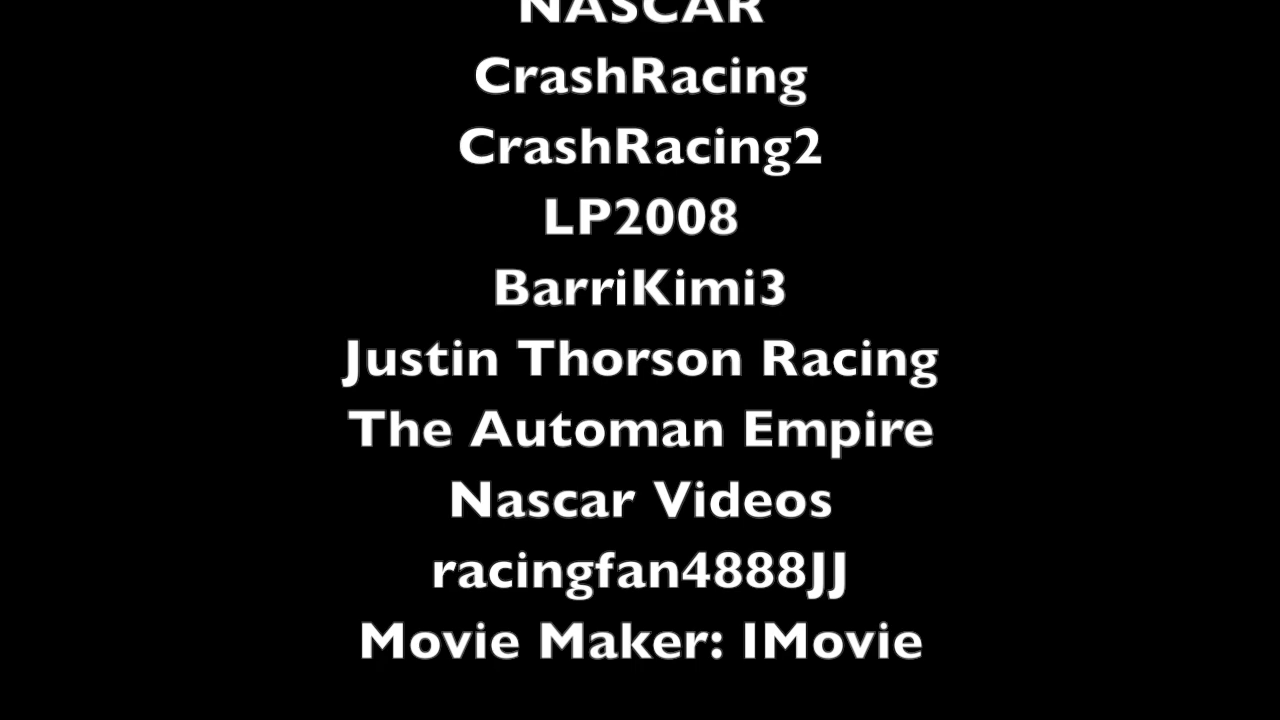 NASCAR
CrashRacing
CrashRacing2
LP2008
BarriKimi3
Justin Thorson Racing
The Automan Empire
Nascar Videos
racingfan4888JJ
Movie Maker: IMovie